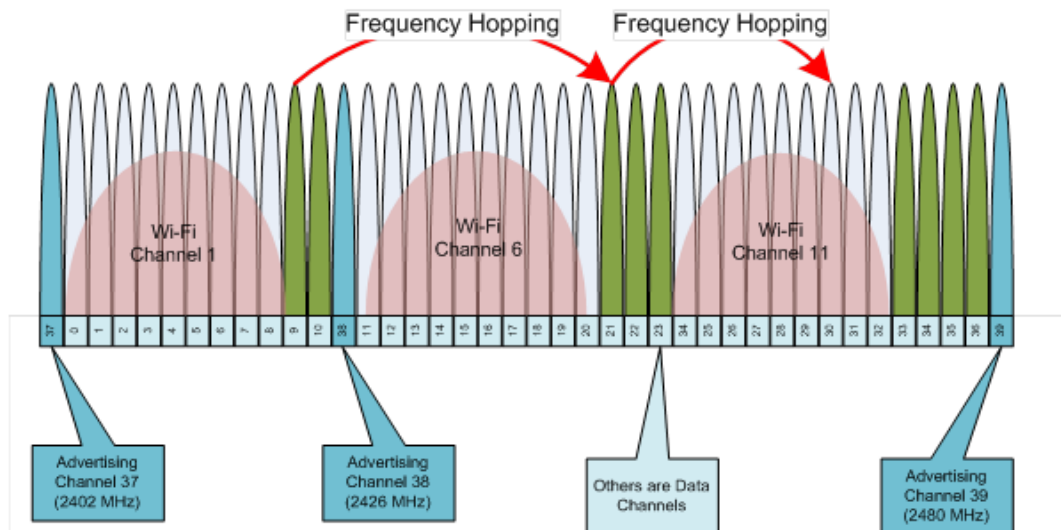 Frequency Hopping
Frequency Hopping
Wi-Fi
Channel 1
Wi-Fi
Channel 6
Wi-Fi
Channel 11
37 0 1 2 3 4 5 6 7 8 9 10 38 11 12 13 14 15 16 17 18 19 20 21 22 23 34 25 26 27 28 29 30 31 32 33 34 35 36 39
Advertising
Channel 37
(2402 MHz)
Advertising
Channel 38
(2426 MHz)
Others are Data
Channels
Advertising
Channel 39
(2480 MHz)